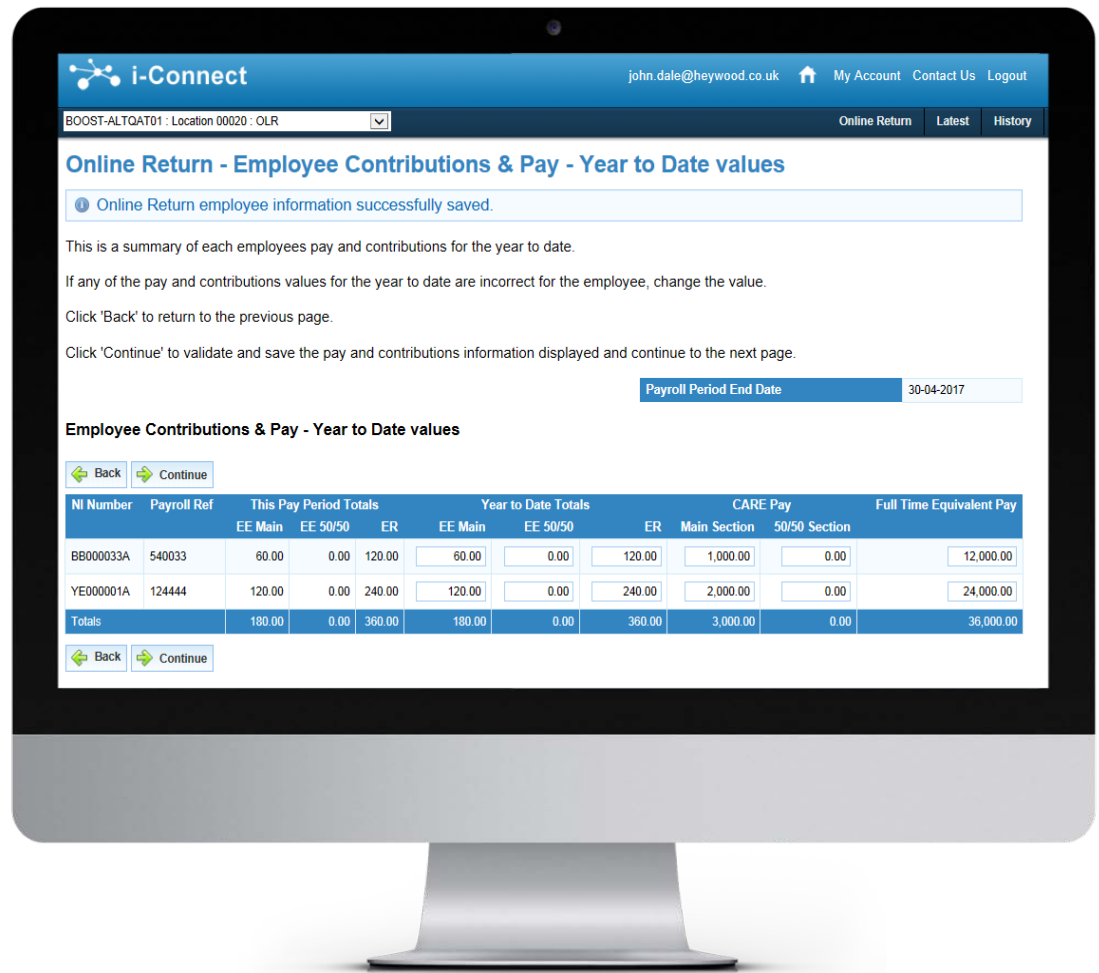 i-Connect
john.dale@heywood.co.uk My Account Contact Us Logout
BOOST-ALTQAT01 : Location 00020 : OLR
Online Return Latest History
Online Return - Employee Contributions & Pay - Year to Date values
Online Return employee information successfully saved.
This is a summary of each employees pay and contributions for the year to date.
If any of the pay and contributions values for the year to date are incorrect for the employee, change the value.
Click 'Back' to return to the previous page.
Click 'Continue' to validate and save the pay and contributions information displayed and continue to the next page.
Payroll Period End Date 30-04-2017
Employee Contributions & Pay - Year to Date values
Back Continue
NI Number Payroll Ref This Pay Period Totals Year to Date Totals CARE Pay Full Time Equivalent Pay
EE Main EE 50/50 ER EE Main EE 50/50 ER Main Section 50/50 Section
BB000033A 540033 60.00 0.00 120.00 60.00 0.00 120.00 1,000.00 0.00 12,000.00
YE000001A 124444 120.00 0.00 240.00 120.00 0.00 240.00 2,000.00 0.00 24,000.00
Totals 180.00 0.00 360.00 180.00 0.00 360.00 3,000.00 0.00 36,000.00
Back Continue